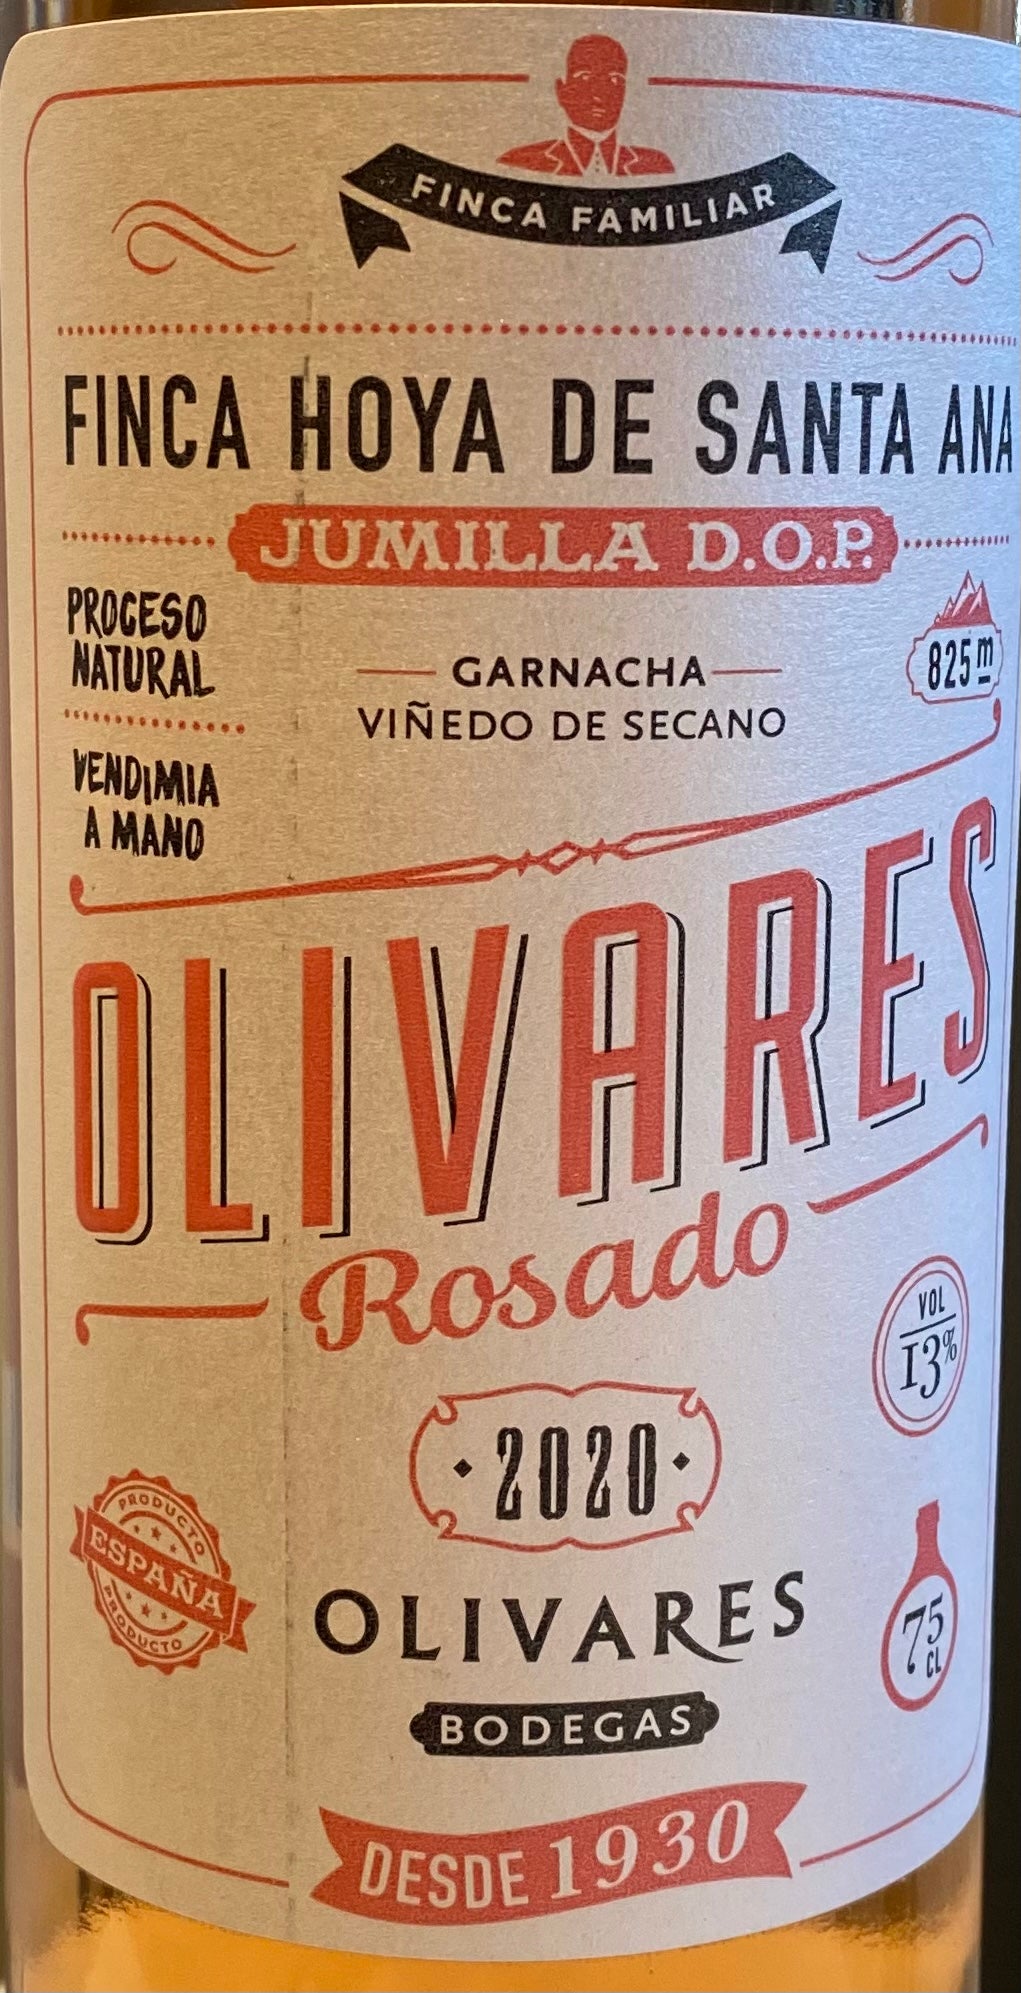 FINCA FAMILIAR
FINCA HOYA DE SANTA ANA
JUMILLA D.O.P.
PROCESO
NATURAL
VENDIMIA
A MANO
GARNACHA
VIÑEDO DE SECANO
825 m
OLIVARES
Rosado
VOL
13%
2020
PRODUCTO
ESPAÑA
PRODUCTO
OLIVARES
BODEGAS
75
CL
DESDE 1930